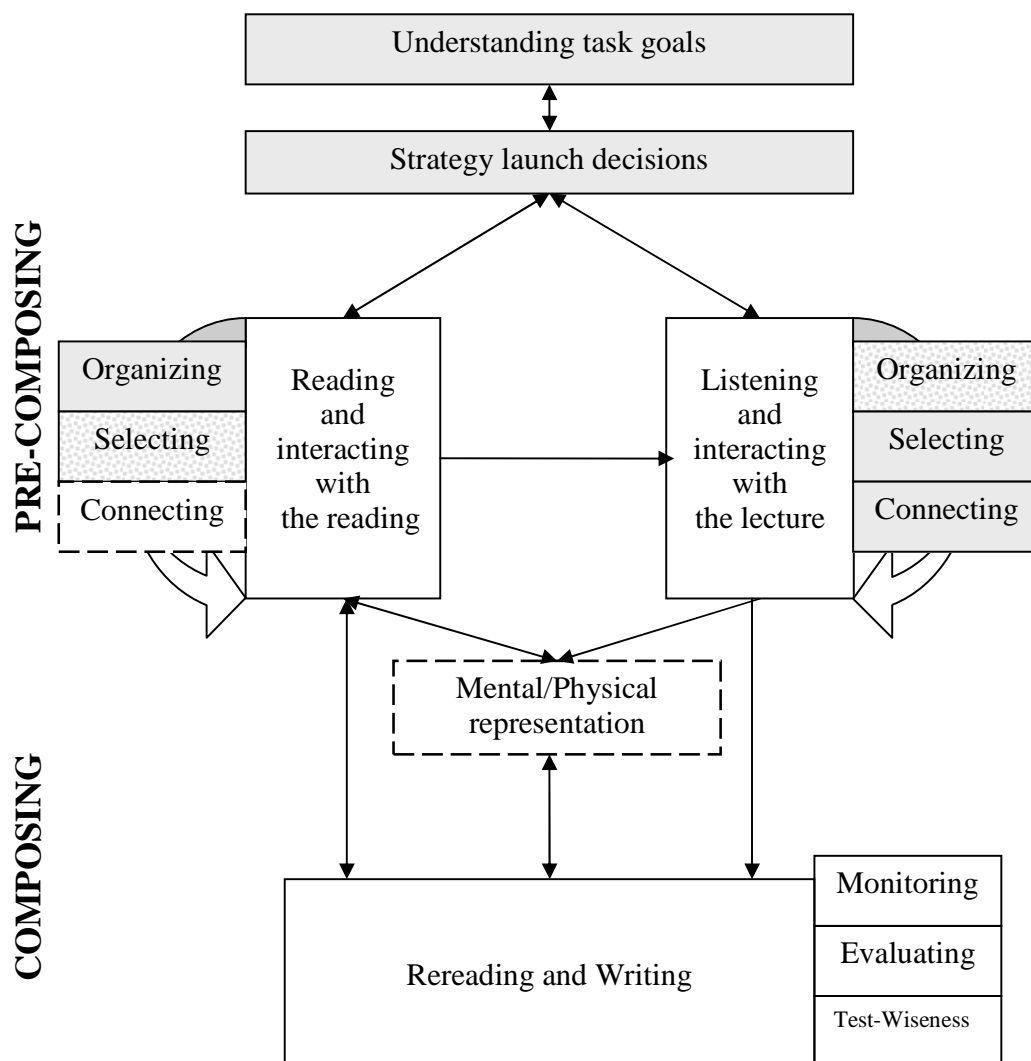 Understanding task goals
Strategy launch decisions
PRE-COMPOSING
Organizing
Selecting
Connecting
Reading
and
interacting
with
the reading
Listening
and
interacting
with
the lecture
Organizing
Selecting
Connecting
Mental/Physical
representation
COMPOSING
Rereading and Writing
Monitoring
Evaluating
Test-Wiseness